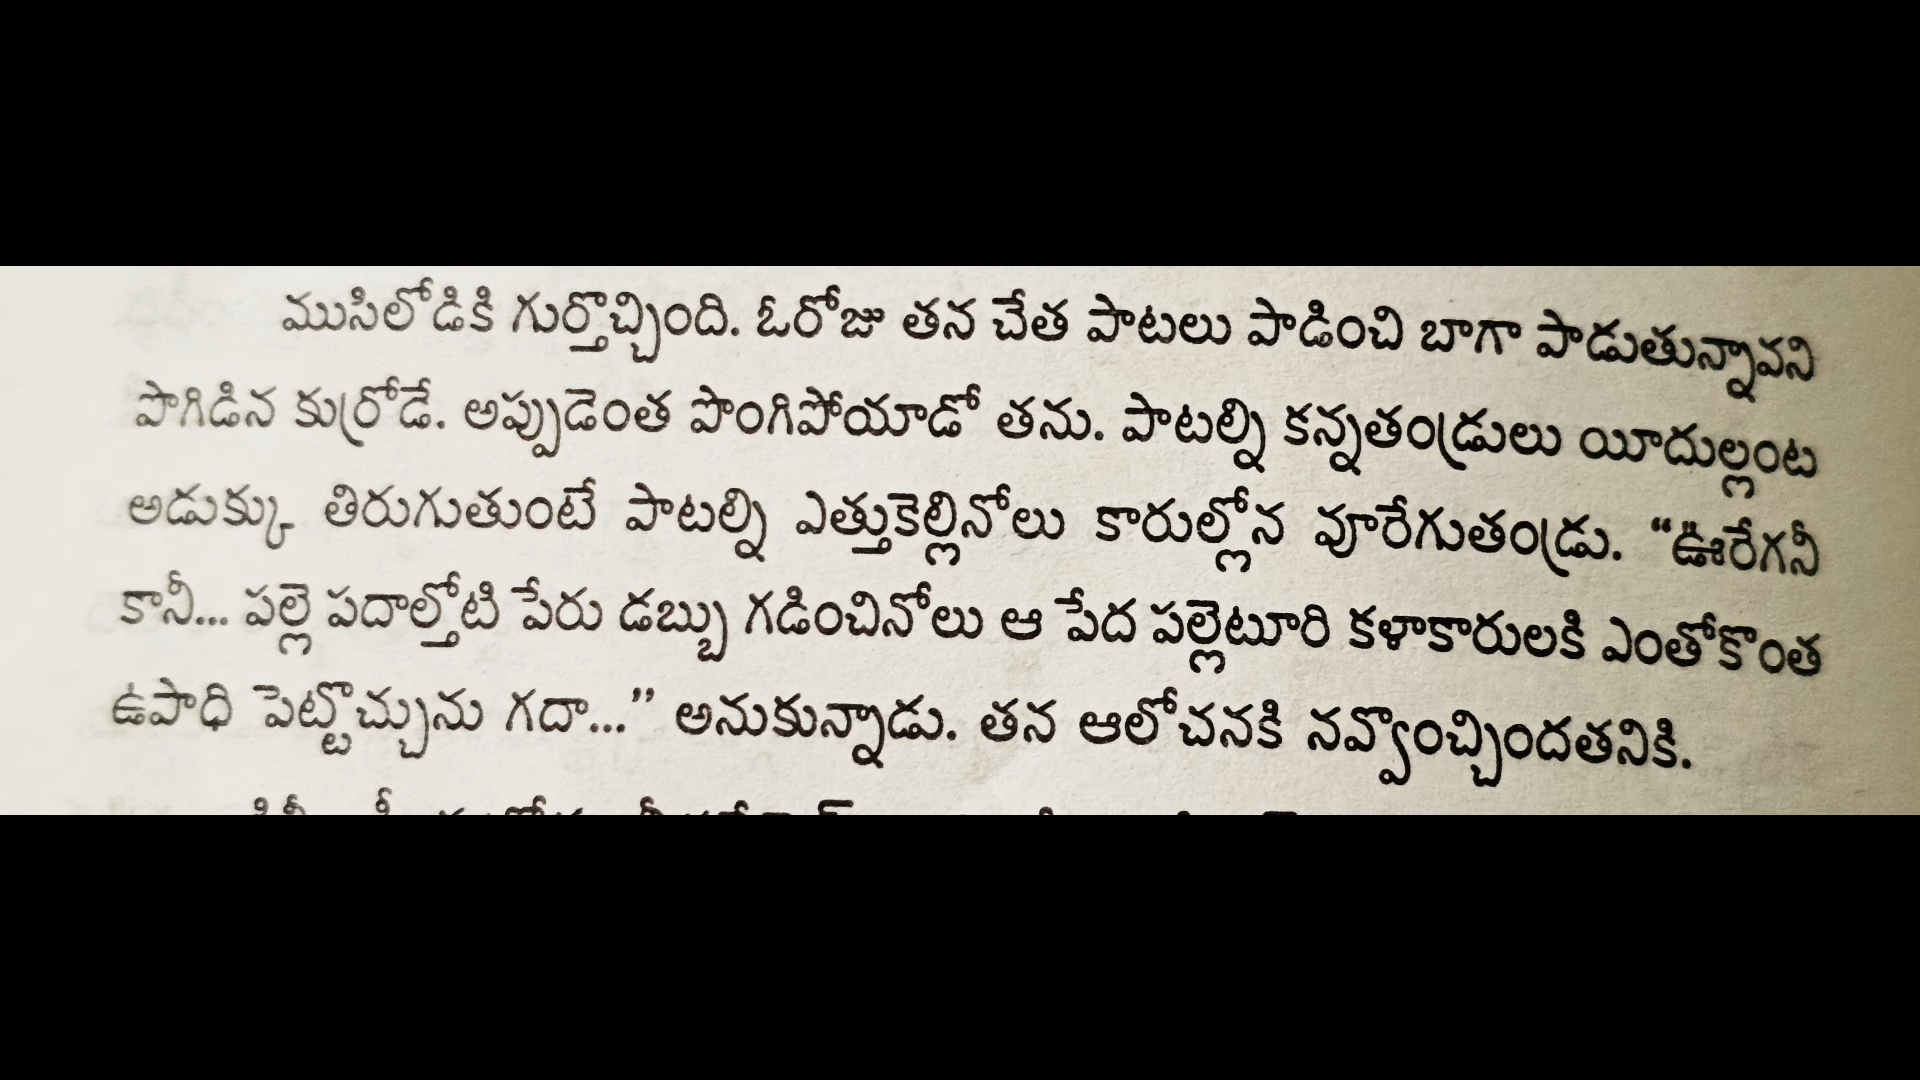 ముసిలోడికి గుర్తొచ్చింది. ఓరోజు తన చేత పాటలు పాడించి బాగా పాడుతున్నావని
పొగిడిన కుర్రోడే. అప్పుడెంత పొంగిపోయాడో తను. పాటల్ని కన్నతండ్రులు యీదుల్లంట
అడుక్కు తిరుగుతుంటే పాటల్ని ఎత్తుకెల్లినోలు కారుల్లోన వూరేగుతండ్రు. “ఊరేగనీ
కానీ... పల్లె పదాల్తోటి పేరు డబ్బు గడించినోలు ఆ పేద పల్లెటూరి కళాకారులకి ఎంతోకొంత
ఉపాధి పెట్టొచ్చును గదా...” అనుకున్నాడు. తన ఆలోచనకి నవ్వొంచ్చిందతనికి.